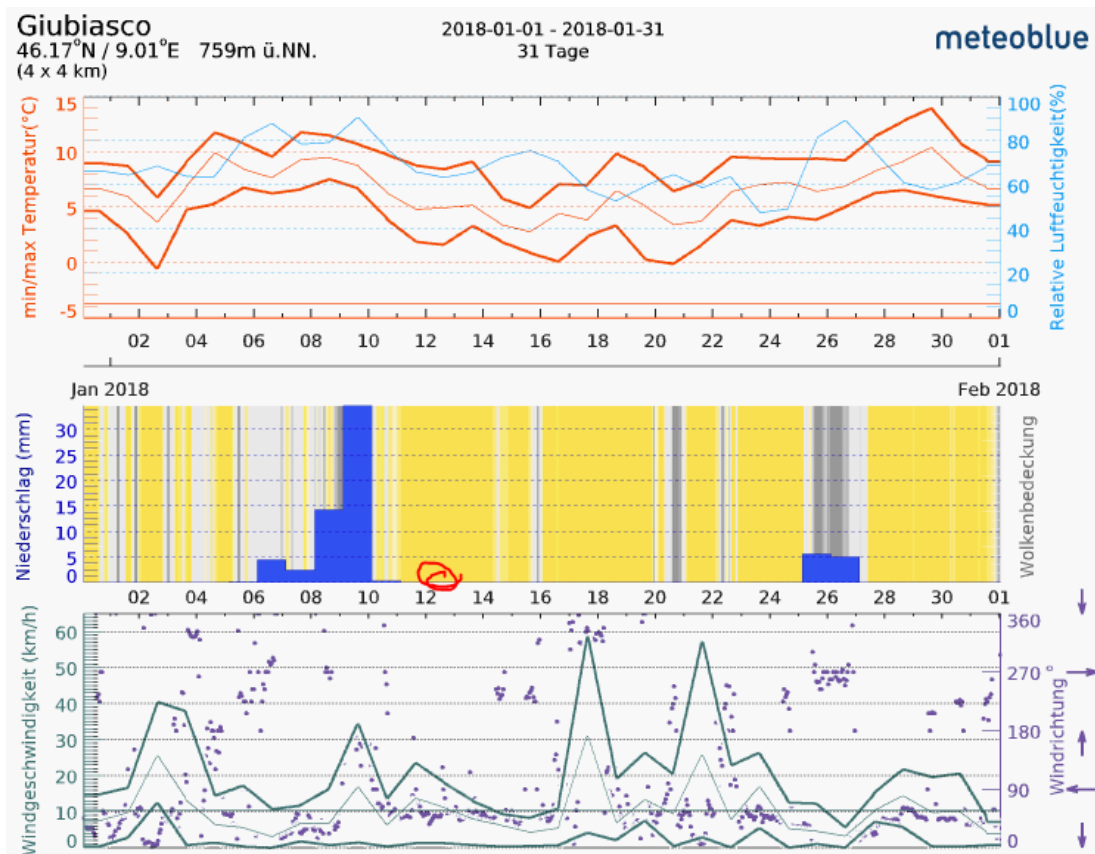 Giubiasco
46.17°N / 9.01°E 759m ü.NN.
(4 x 4 km)
2018-01-01 - 2018-01-31
31 Tage
meteoblue
min/max Temperatur(°C)
15
10
5
0
-5
100
80
60
40
20
0
Relative Luftfeuchtigkeit(%)
02 04 06 08 10 12 14 16 18 20 22 24 26 28 30 01
Jan 2018
Feb 2018
Niederschlag (mm)
30
25
20
15
10
5
0
Wolkenbedeckung
02 04 06 08 10 12 14 16 18 20 22 24 26 28 30 01
Windgeschwindigkeit (km/h)
60
50
40
30
20
10
0
360
270
180
90
0
Windrichtung °